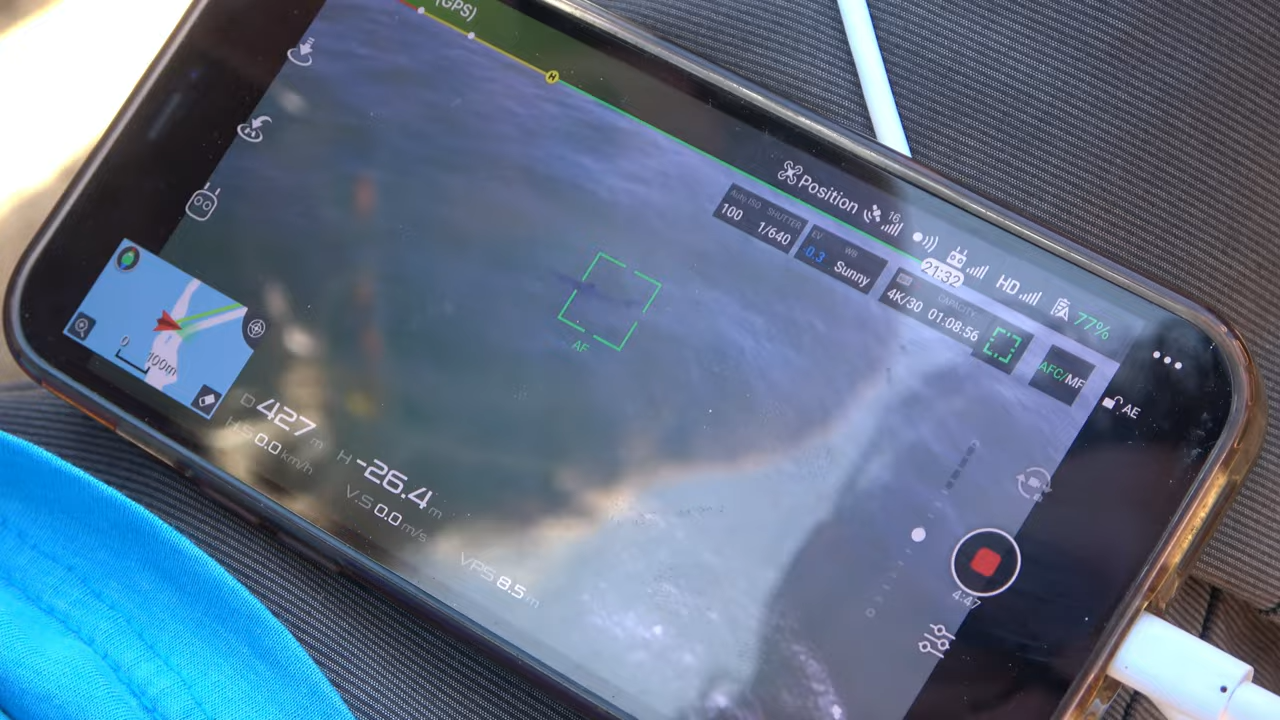 (GPS)
H
Position
16
HD
77%
21:32
Auto ISO SHUTTER
100 1/640
EV WB
-0.3 Sunny
CAPACITY
4K/30 01:08:56
AFC/MF
AE
AF
0
100m
D 427 m
H -26.4 m
H.S 0.0 km/h
V.S 0.0 m/s
VPS 8.5 m
4:47